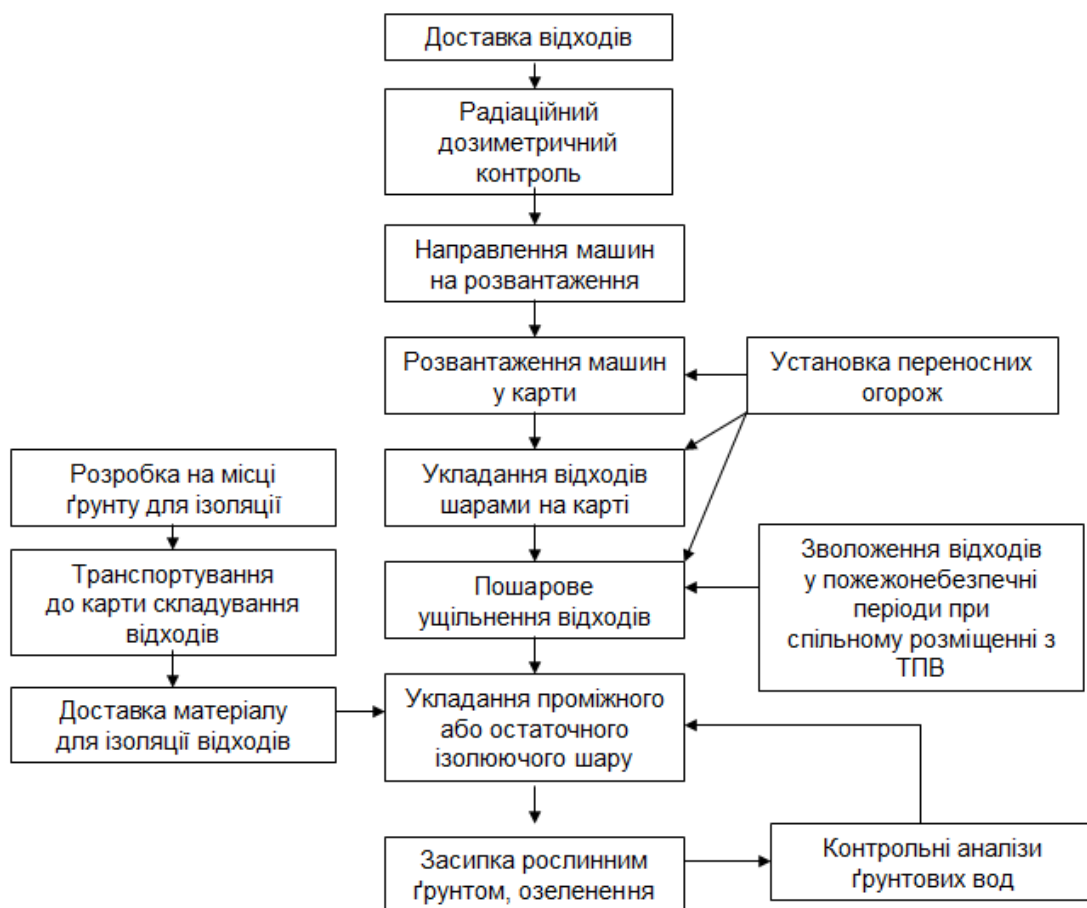 Доставка відходів
Радіаційний
дозиметричний
контроль
Направлення машин
на розвантаження
Розвантаження машин
у карти
Установка переносних
огорож
Розробка на місці
ґрунту для ізоляції
Укладання відходів
шарами на карті
Транспортування
до карти складування
відходів
Пошарове
ущільнення відходів
Зволоження відходів
у пожежонебезпечні
періоди при
спільному розміщенні з
ТПВ
Доставка матеріалу
для ізоляції відходів
Укладання проміжного
або остаточного
ізолюючого шару
Засипка рослинним
ґрунтом, озеленення
Контрольні аналізи
ґрунтових вод